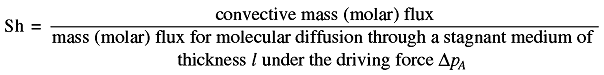 convective mass (molar) flux
Sh =
mass (molar) flux for molecular diffusion through a stagnant medium of
thickness l under the driving force Δp_A